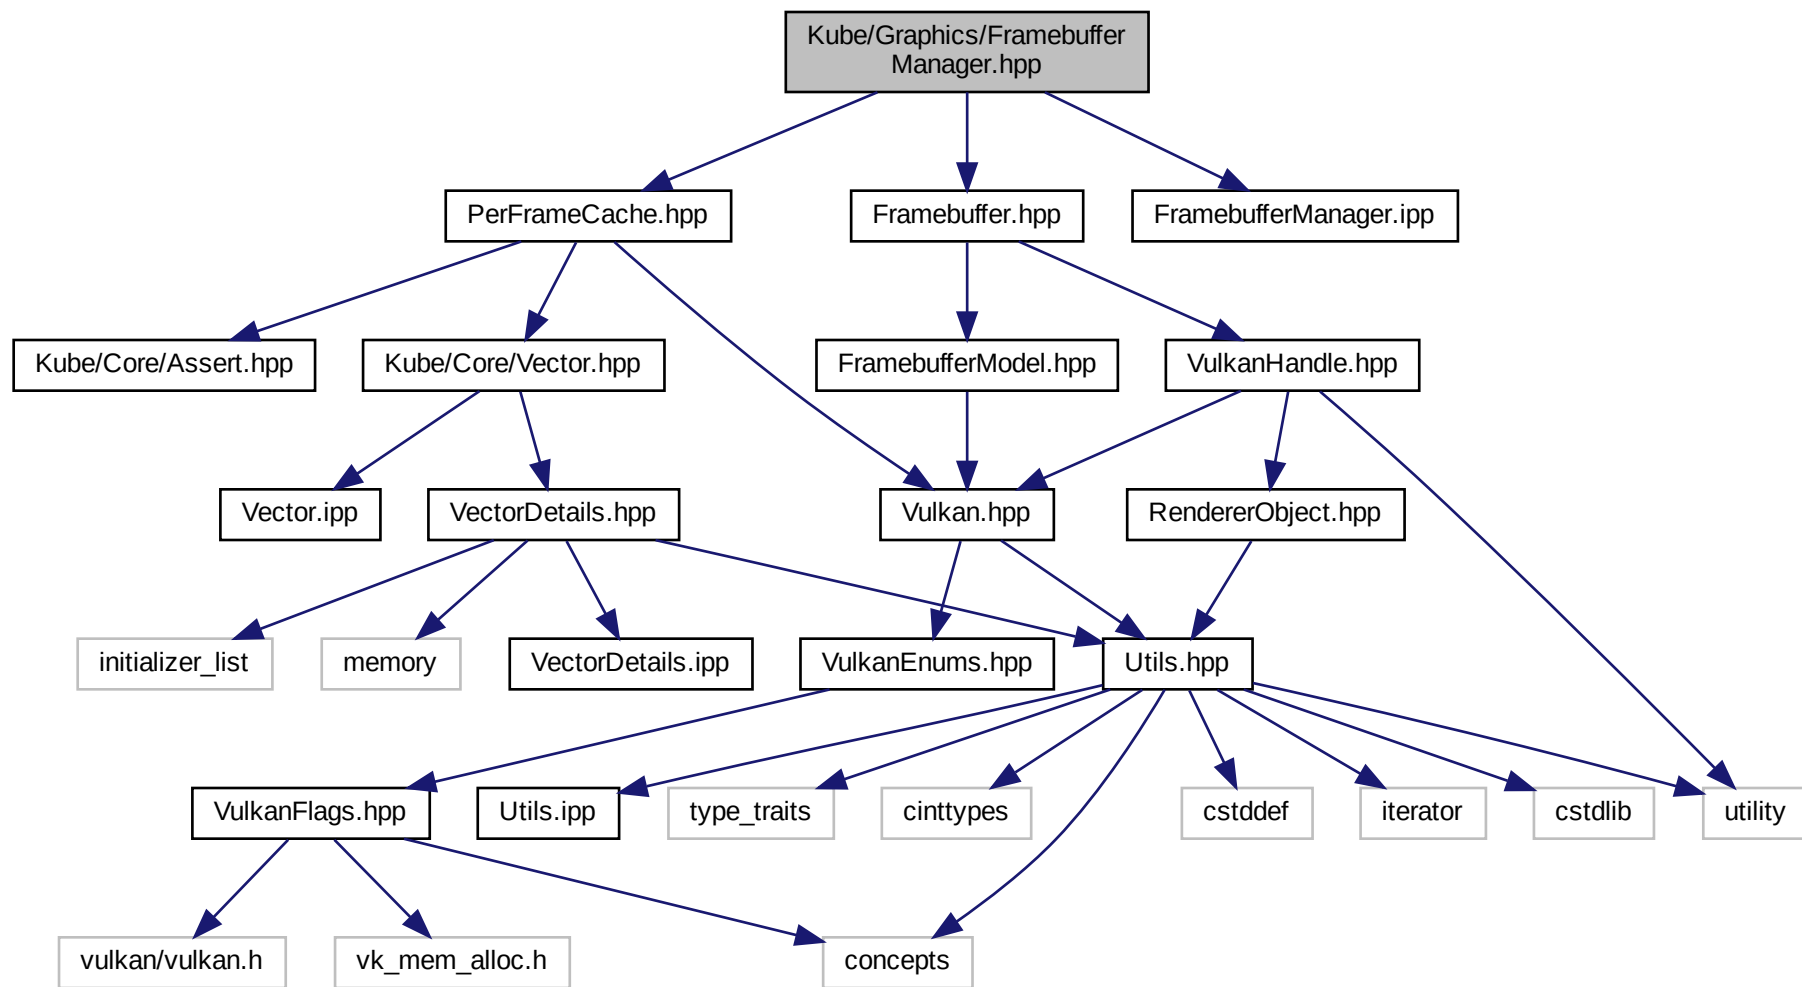 Kube/Graphics/Framebuffer
Manager.hpp
PerFrameCache.hpp
Framebuffer.hpp
FramebufferManager.ipp
Kube/Core/Assert.hpp
Kube/Core/Vector.hpp
FramebufferModel.hpp
VulkanHandle.hpp
Vector.ipp
VectorDetails.hpp
Vulkan.hpp
RendererObject.hpp
initializer_list
memory
VectorDetails.ipp
VulkanEnums.hpp
Utils.hpp
VulkanFlags.hpp
Utils.ipp
type_traits
cinttypes
cstddef
iterator
cstdlib
utility
vulkan/vulkan.h
vk_mem_alloc.h
concepts